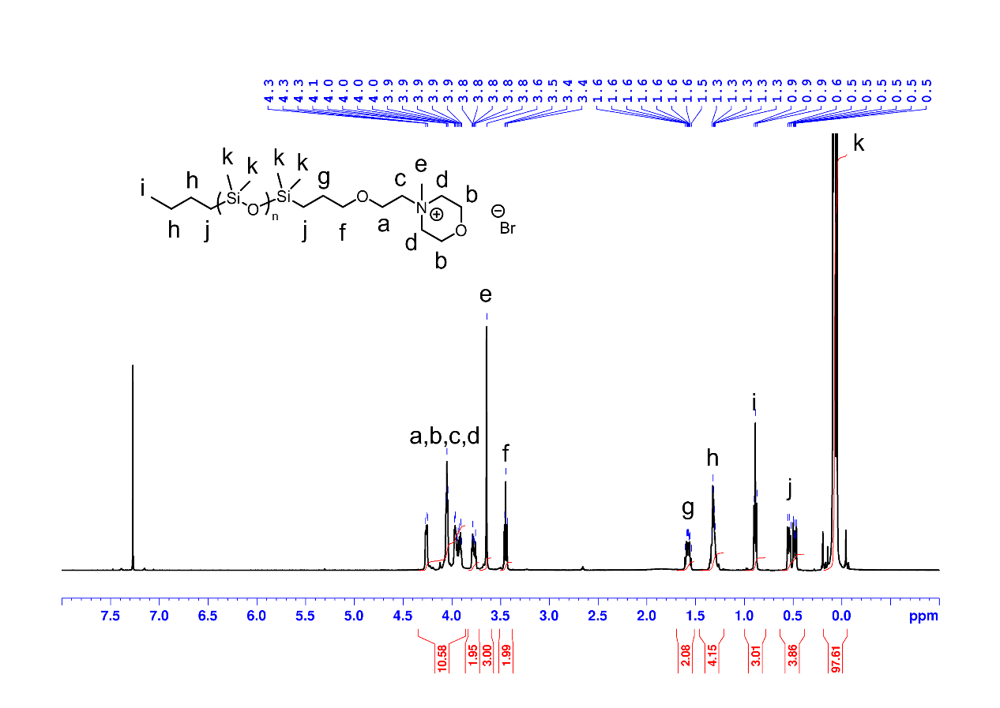 4.3 4.3 4.3 4.1 4.0 4.0 4.0 4.0 3.9 3.9 3.9 3.9 3.9 3.8 3.8 3.8 3.8 3.8 3.6 3.5 3.4 3.4 1.6 1.6 1.6 1.6 1.6 1.6 1.6 1.5 1.3 1.3 1.3 1.3 1.3 0.9 0.9 0.9 0.6 0.5 0.5 0.5 0.5 0.5 0.5
k k k k g e
i h c d b
Si O n Si O N ⊕ O ⊖ Br
h j j f a d b
k
e
i
a,b,c,d f h
g j
7.5 7.0 6.5 6.0 5.5 5.0 4.5 4.0 3.5 3.0 2.5 2.0 1.5 1.0 0.5 0.0 ppm
10.58 1.95 3.00 1.99 2.08 4.15 3.01 3.86 97.61